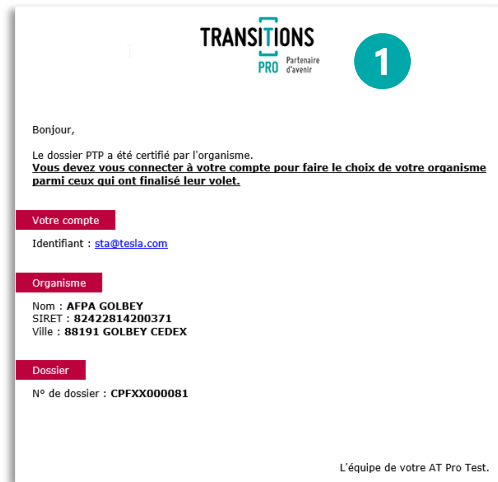 TRANSITIONS
PRO Partenaire
d'avenir
1
Bonjour,
Le dossier PTP a été certifié par l'organisme.
Vous devez vous connecter à votre compte pour faire le choix de votre organisme
parmi ceux qui ont finalisé leur volet.
Votre compte
Identifiant : sta@tesla.com
Organisme
Nom : AFPA GOLBEY
SIRET : 82422814200371
Ville : 88191 GOLBEY CEDEX
Dossier
N° de dossier : CPFXX000081
L'équipe de votre AT Pro Test.